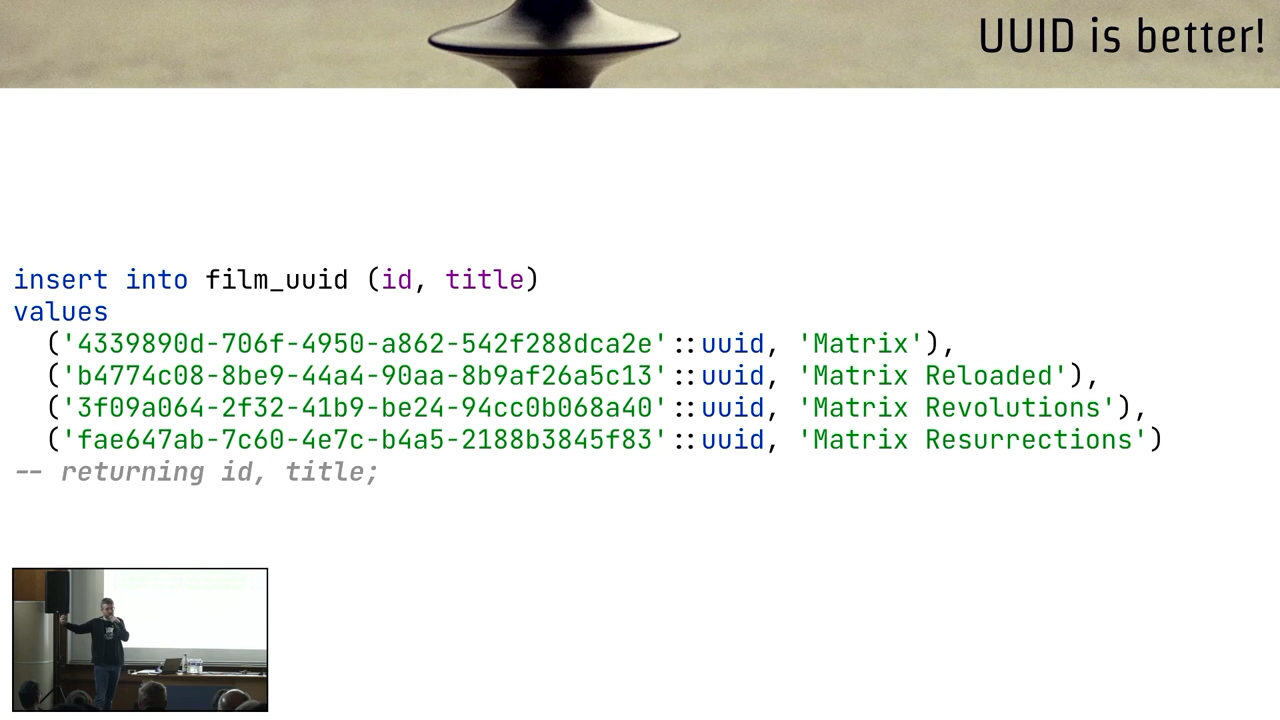 UUID is better!
insert into film_uuid (id, title)
values
  ('4339890d-706f-4950-a862-542f288dca2e'::uuid, 'Matrix'),
  ('b4774c08-8be9-44a4-90aa-8b9af26a5c13'::uuid, 'Matrix Reloaded'),
  ('3f09a064-2f32-41b9-be24-94cc0b068a40'::uuid, 'Matrix Revolutions'),
  ('fae647ab-7c60-4e7c-b4a5-2188b3845f83'::uuid, 'Matrix Resurrections')
-- returning id, title;